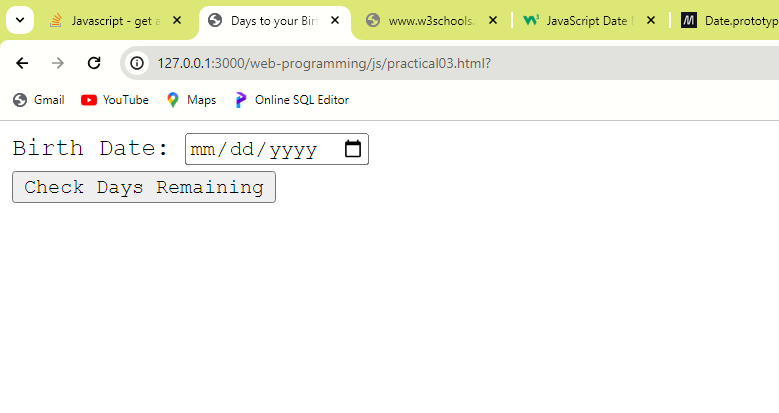 Javascript - get a
Days to your Birt
www.w3schools.
JavaScript Date
Date.prototyp
127.0.0.1:3000/web-programming/js/practical03.html?
Gmail
YouTube
Maps
Online SQL Editor
Birth Date: mm/dd/yyyy
Check Days Remaining